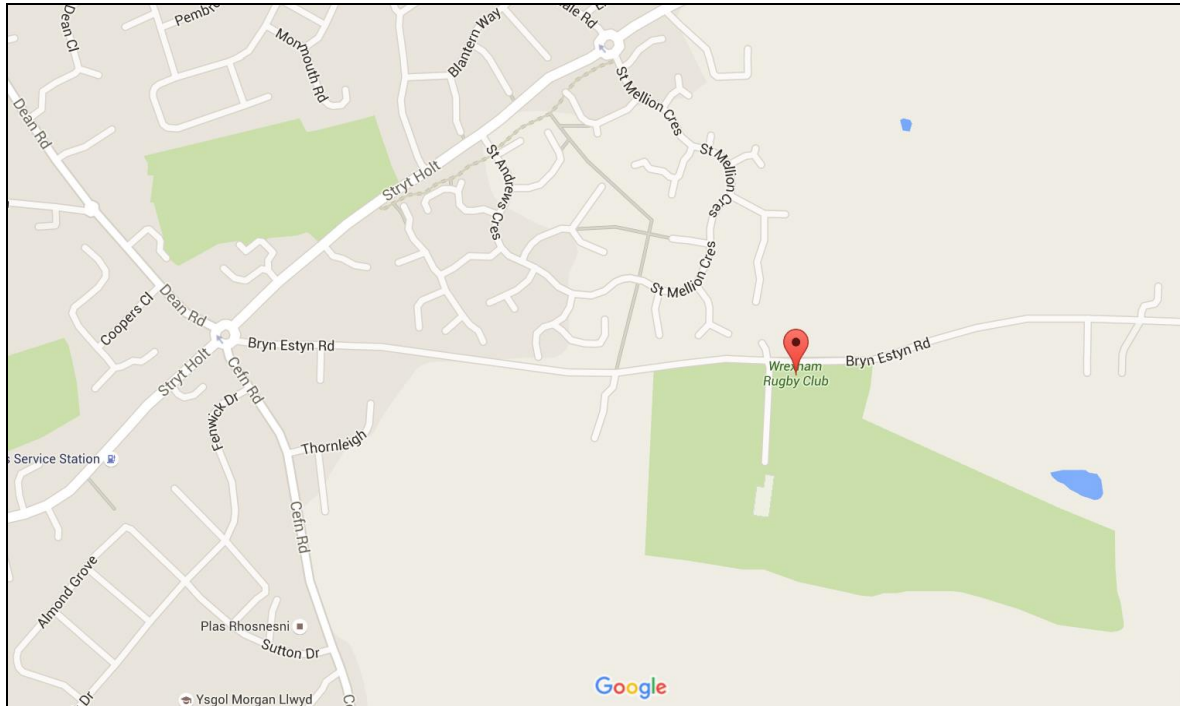 Dean Cl
Monmouth Rd
Blantern Way
Dean Rd
St Mellion Cres
Stryt Holt
St Andrews Cres
St Mellion Cres
St Mellion Cres
Coopers Cl
Dean Rd
Bryn Estyn Rd
Bryn Estyn Rd
Wrexham
Rugby Club
Stryt Holt
Cefn Rd
Fenwick Dr
Thornleigh
Service Station
Cefn Rd
Almond Grove
Plas Rhosnesni
Sutton Dr
Dr
Ysgol Morgan Llwyd
Google